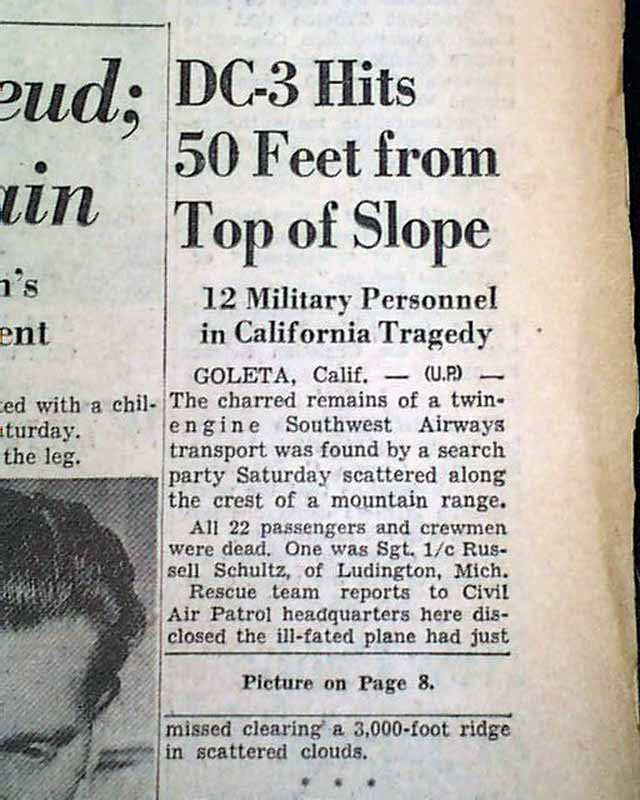 eud;
ain
n's
ent
ted with a chil-
aturday.
the leg.
DC-3 Hits
50 Feet from
Top of Slope
12 Military Personnel
in California Tragedy
GOLETA, Calif. — (U.P.) —
The charred remains of a twin-
engine Southwest Airways
transport was found by a search
party Saturday scattered along
the crest of a mountain range.
All 22 passengers and crewmen
were dead. One was Sgt. 1/c Rus-
sell Schultz, of Ludington, Mich.
Rescue team reports to Civil
Air Patrol headquarters here dis-
closed the ill-fated plane had just
Picture on Page 8.
missed clearing a 3,000-foot ridge
in scattered clouds.
* * *